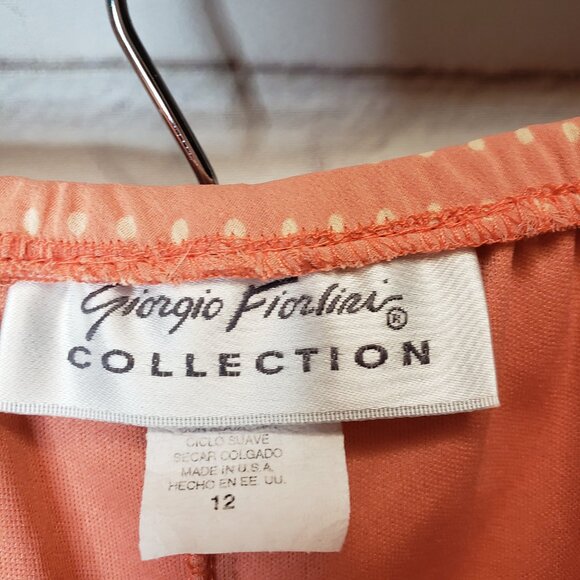 Giorgio Fiorlini ®
COLLECTION
CICLO SUAVE
SECAR COLGADO
MADE IN U.S.A.
HECHO EN EE. UU.
12